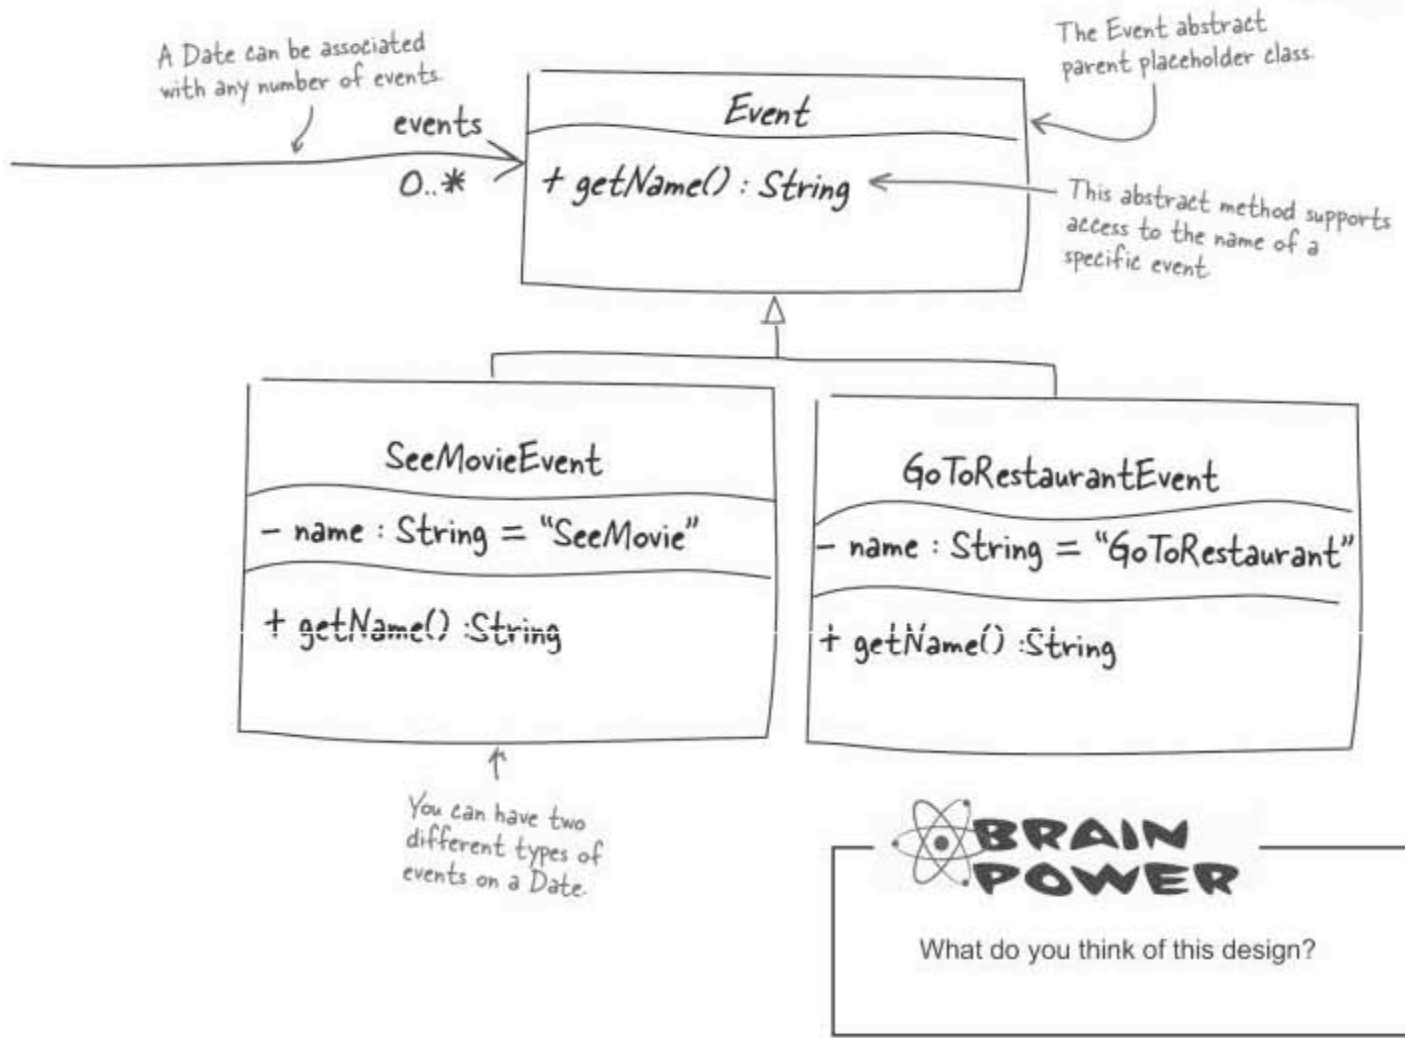 A Date can be associated
with any number of events.
The Event abstract
parent placeholder class.
events
0..*
Event
+ getName() : String
This abstract method supports
access to the name of a
specific event
SeeMovieEvent
- name : String = “SeeMovie”
+ getName() :String
GoToRestaurantEvent
- name : String = “GoToRestaurant”
+ getName() :String
You can have two
different types of
events on a Date.
BRAIN
POWER
What do you think of this design?